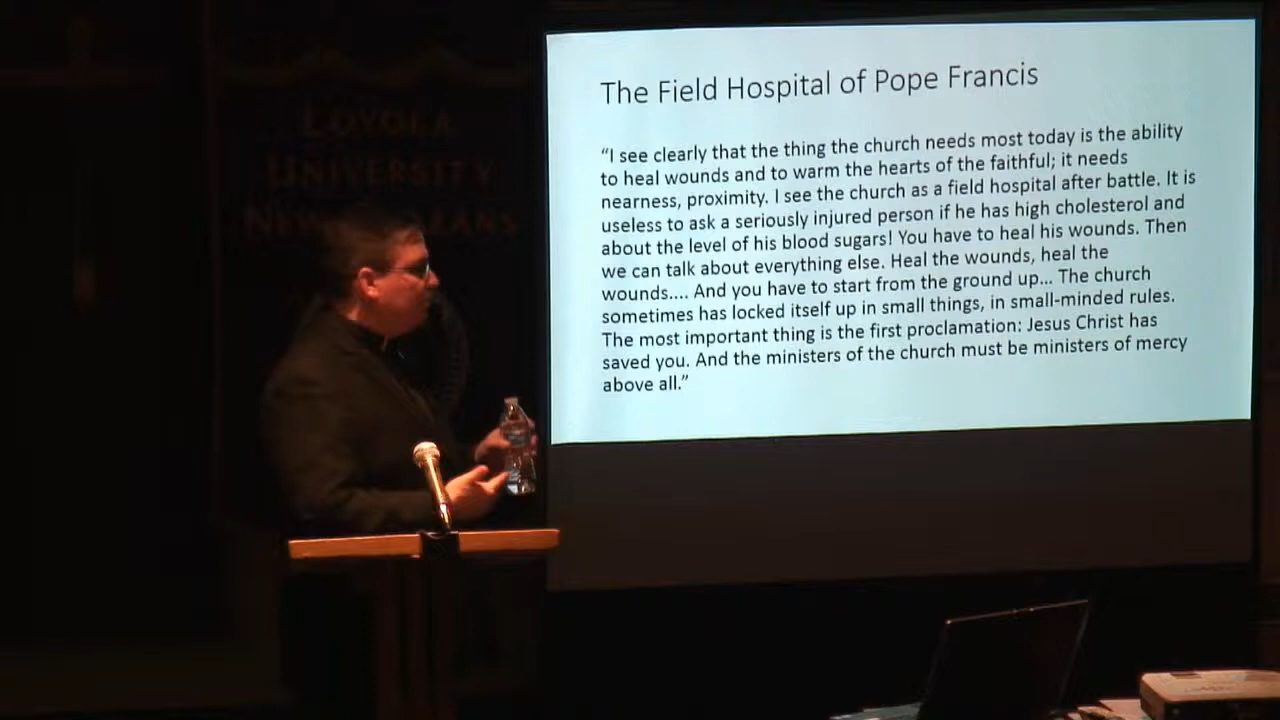 LOYOLA
UNIVERSITY
NEW ORLEANS
The Field Hospital of Pope Francis
“I see clearly that the thing the church needs most today is the ability
to heal wounds and to warm the hearts of the faithful; it needs
nearness, proximity. I see the church as a field hospital after battle. It is
useless to ask a seriously injured person if he has high cholesterol and
about the level of his blood sugars! You have to heal his wounds. Then
we can talk about everything else. Heal the wounds, heal the
wounds.... And you have to start from the ground up... The church
sometimes has locked itself up in small things, in small-minded rules.
The most important thing is the first proclamation: Jesus Christ has
saved you. And the ministers of the church must be ministers of mercy
above all.”